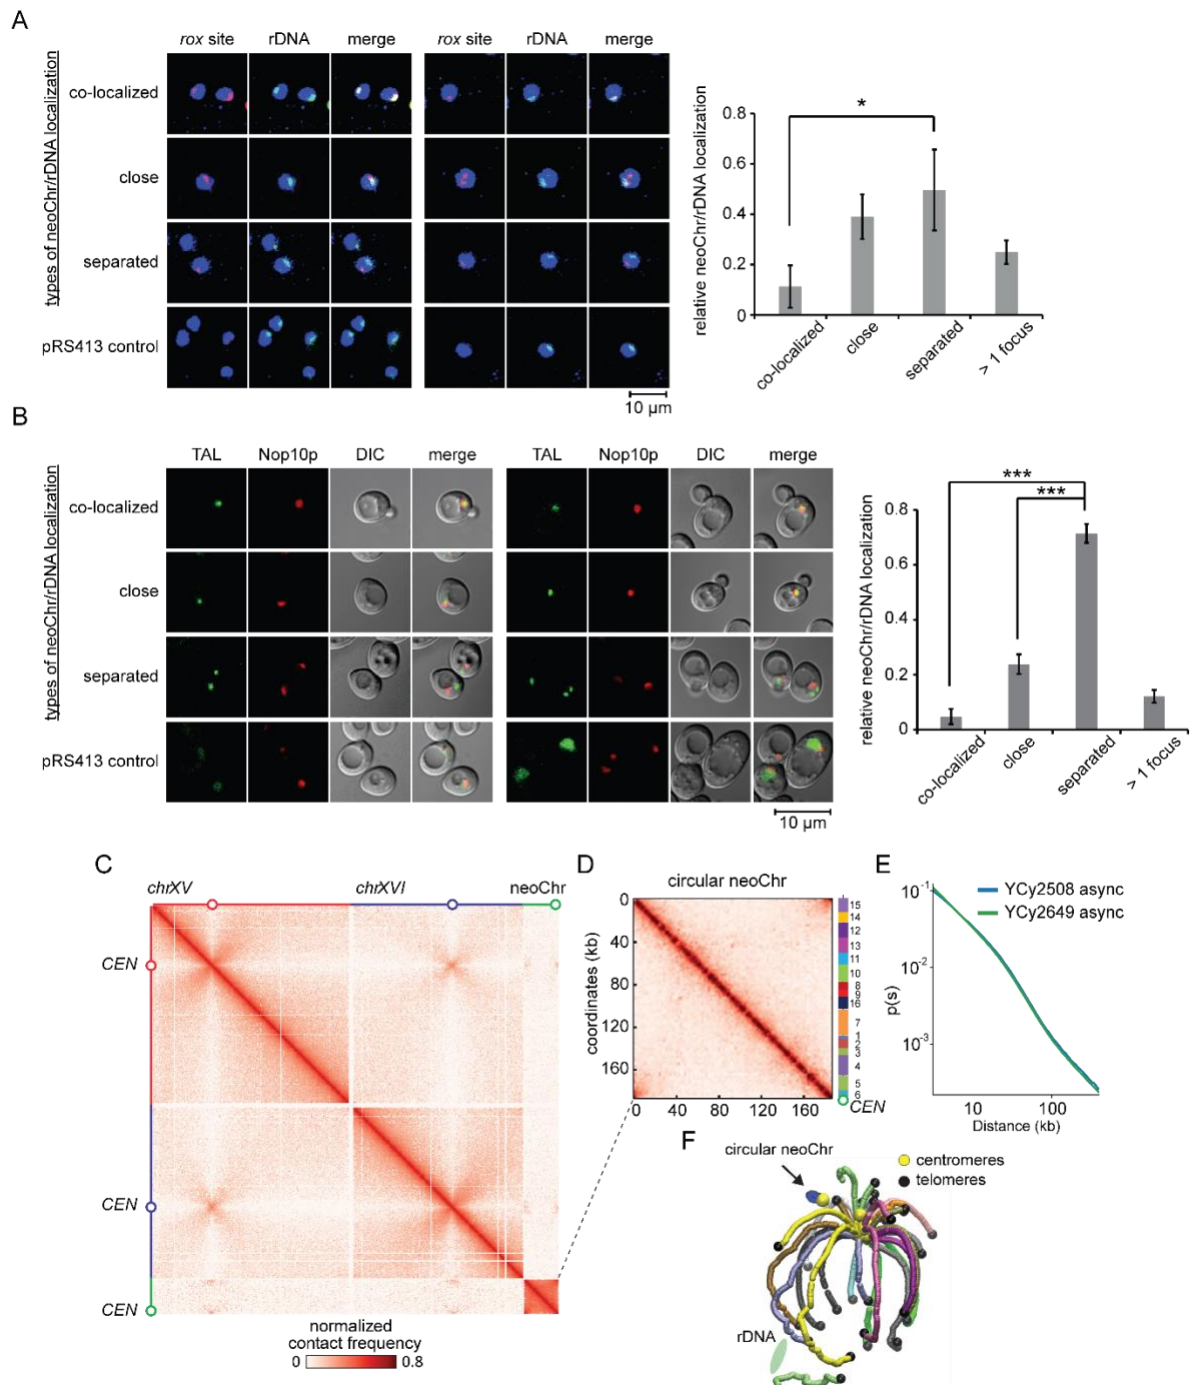 A
rox site rDNA merge rox site rDNA merge
types of neoChr/rDNA localization
co-localized
close
separated
pRS413 control
10 µm
relative neoChr/rDNA localization
0.8
0.6
0.4
0.2
0
*
co-localized
close
separated
> 1 focus
B
TAL Nop10p DIC merge TAL Nop10p DIC merge
types of neoChr/rDNA localization
co-localized
close
separated
pRS413 control
10 µm
relative neoChr/rDNA localization
0.8
0.6
0.4
0.2
0
***
***
co-localized
close
separated
> 1 focus
C
chrXV chrXVI neoChr
CEN
CEN
CEN
normalized
contact frequency
0 0.8
D
circular neoChr
coordinates (kb)
0
40
80
120
160
0 40 80 120 160
15
14
12
13
11
10
8
9
16
7
1
2
3
4
5
6
CEN
E
p(s)
10-1
10-2
10-3
YCy2508 async
YCy2649 async
10 100
Distance (kb)
F
circular neoChr
centromeres
telomeres
rDNA